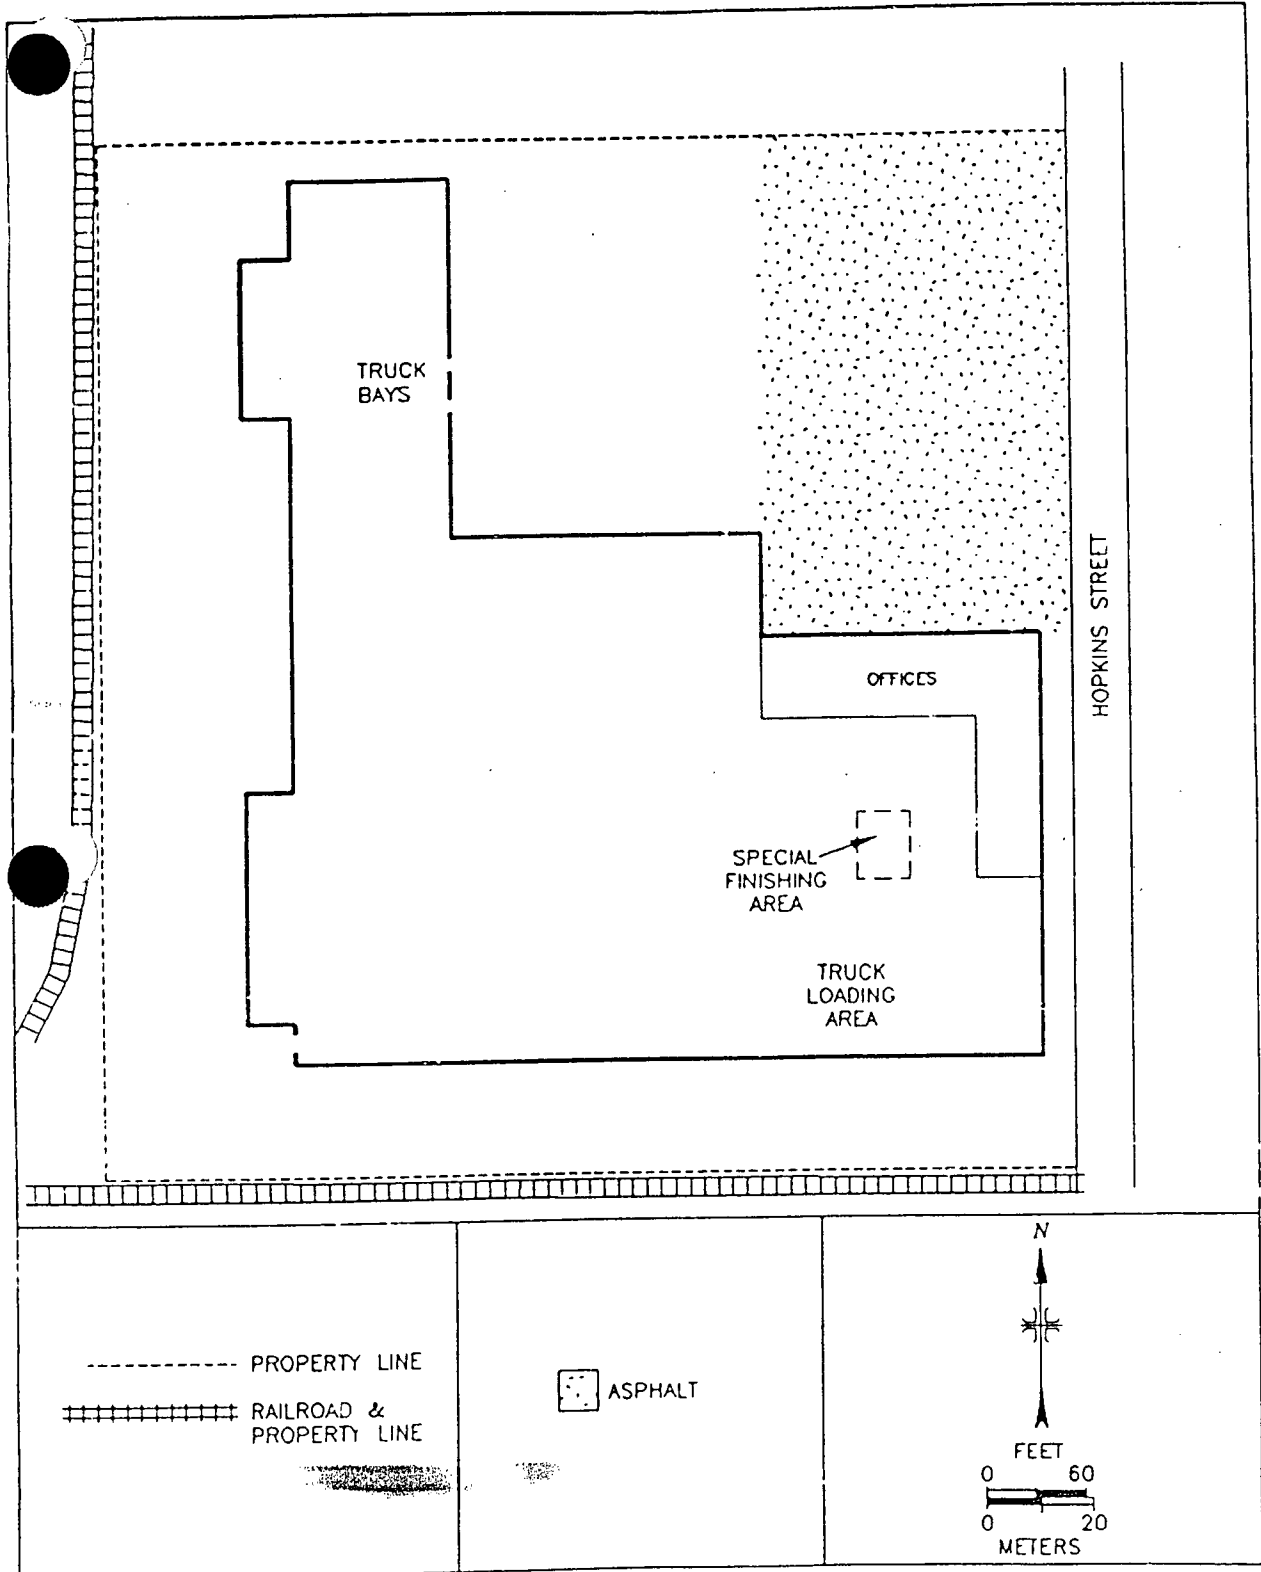 TRUCK
BAYS
OFFICES
HOPKINS STREET
SPECIAL
FINISHING
AREA
TRUCK
LOADING
AREA
PROPERTY LINE
RAILROAD &
PROPERTY LINE
ASPHALT
N
FEET
0 60
0 20
METERS